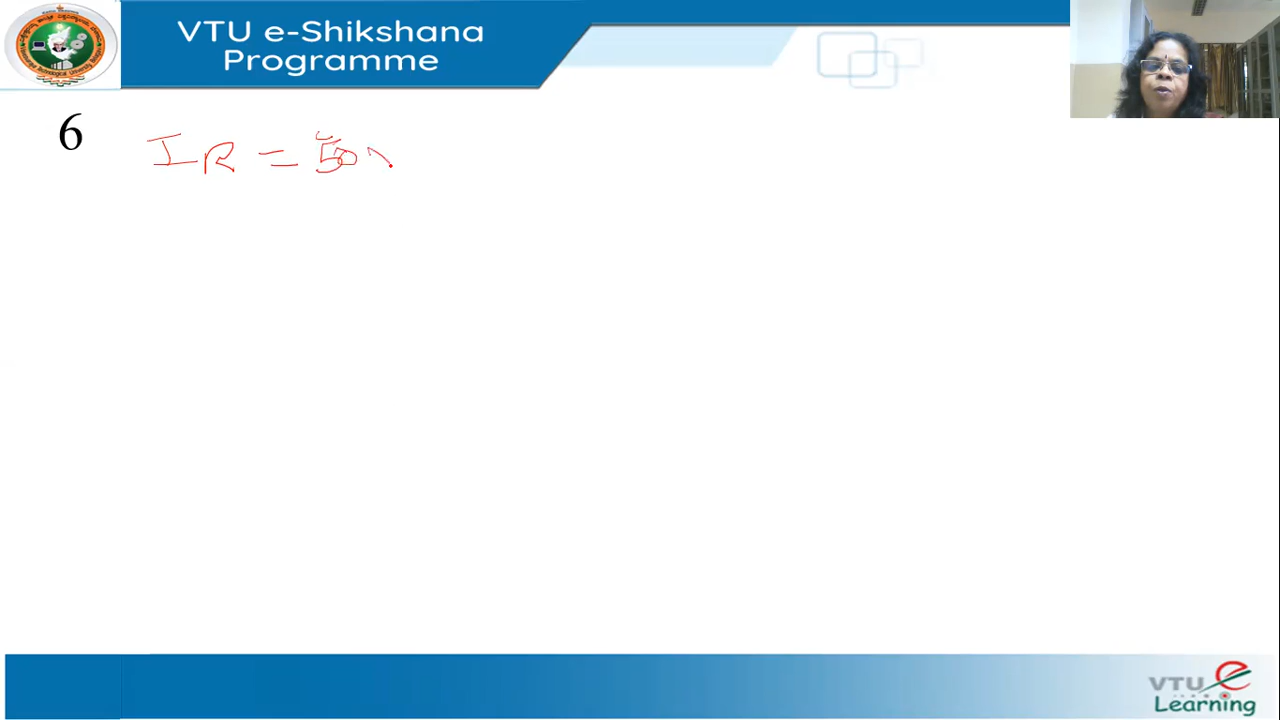 VTU e-Shikshana
Programme
6
IR = 50
VTU e
Learning